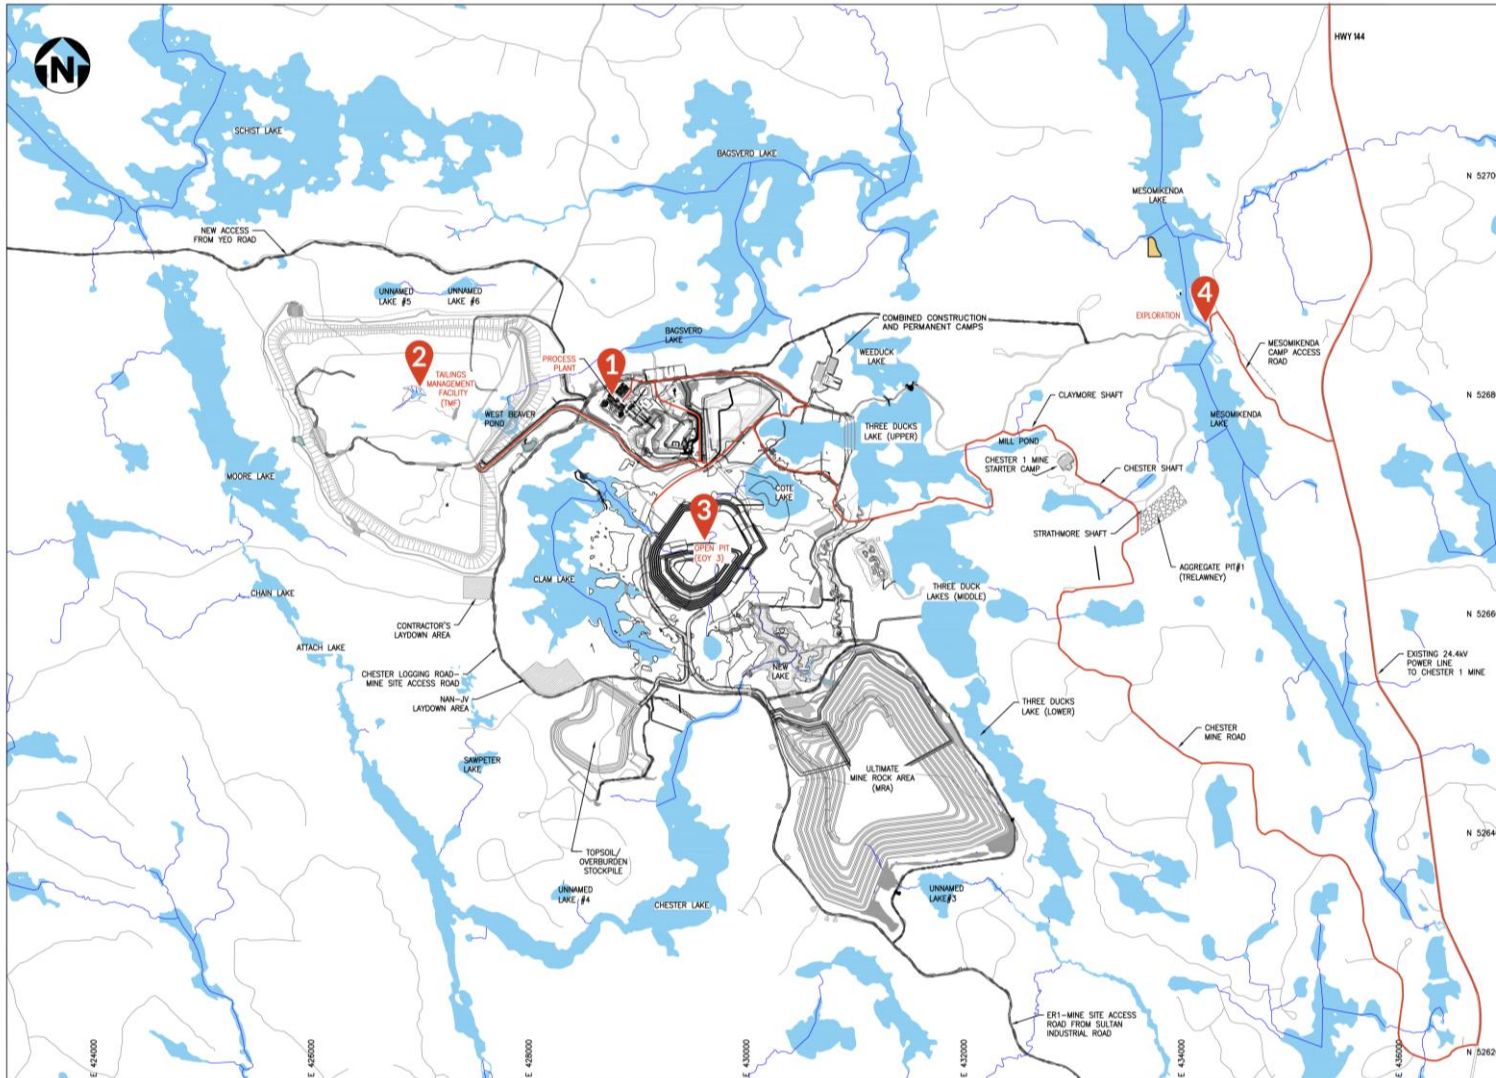 N
HWY 144
SCHIST LAKE
BAGSVERD LAKE
N 52700
MESOMIKENDA
LAKE
NEW ACCESS
FROM YEO ROAD
UNNAMED
LAKE #5
UNNAMED
LAKE #6
4
EXPLORATION
COMBINED CONSTRUCTION
AND PERMANENT CAMPS
BAGSVERD
LAKE
MESOMIKENDA
CAMP ACCESS
ROAD
WEEDUCK
LAKE
2
PROCESS
PLANT
1
TAILINGS
MANAGEMENT
FACILITY
(TMF)
N 52680
CLAYMORE SHAFT
WEST BEAVER
POND
MESOMIKENDA
LAKE
THREE DUCKS
LAKE (UPPER)
MILL POND
CHESTER 1 MINE
STARTER CAMP
CHESTER SHAFT
MOORE LAKE
COTE
LAKE
3
STRATHMORE SHAFT
OPEN PIT
(EOY 3)
AGGREGATE PIT#1
(TRELAWNEY)
CLAM LAKE
THREE DUCK
LAKES (MIDDLE)
CHAIN LAKE
N 52660
CONTRACTOR'S
LAYDOWN AREA
ATTACH LAKE
EXISTING 24.4kV
POWER LINE
TO CHESTER 1 MINE
CHESTER LOGGING ROAD-
MINE SITE ACCESS ROAD
NEW
LAKE
NAN-JV
LAYDOWN AREA
THREE DUCKS
LAKE (LOWER)
CHESTER
MINE ROAD
SAWPETER
LAKE
ULTIMATE
MINE ROCK AREA
(MRA)
N 52640
TOPSOIL/
OVERBURDEN
STOCKPILE
UNNAMED
LAKE #4
CHESTER LAKE
UNNAMED
LAKE#3
ER1-MINE SITE ACCESS
ROAD FROM SULTAN
INDUSTRIAL ROAD
N 52620
E 424000
E 426000
E 428000
E 430000
E 432000
E 434000
E 436000